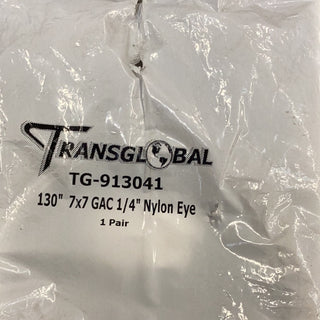 TRANSGLOBAL
TG-913041
130" 7x7 GAC 1/4" Nylon Eye
1 Pair